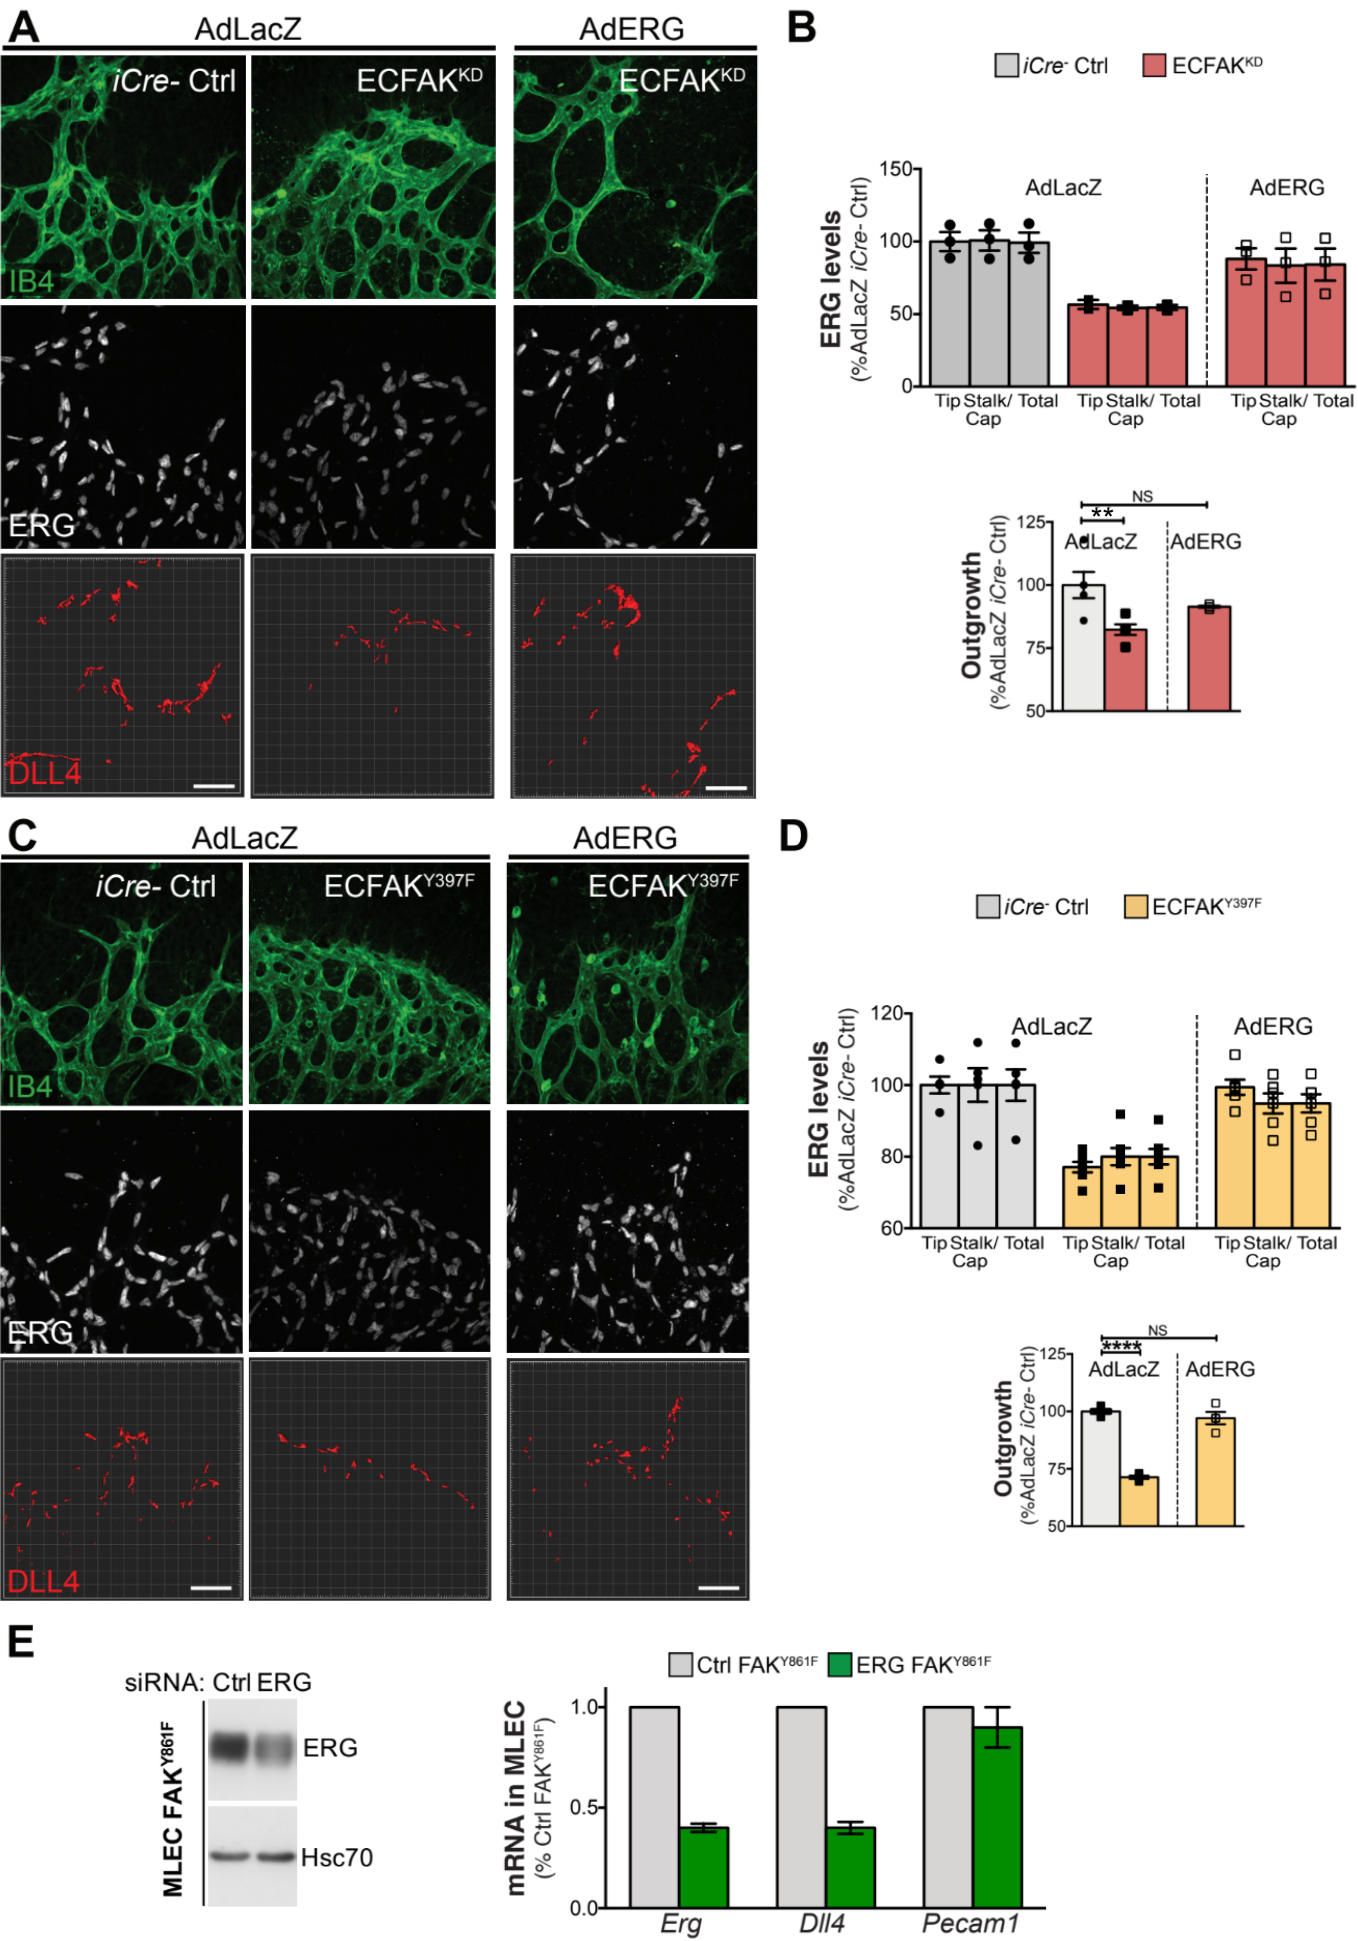 A
AdLacZ
AdERG
iCre- Ctrl
ECFAKKD
ECFAKKD
IB4
ERG
DLL4
B
iCre- Ctrl
ECFAKKD
ERG levels
(%AdLacZ iCre- Ctrl)
150
100
50
0
AdLacZ
AdERG
Tip Stalk/ Total
Cap
Tip Stalk/ Total
Cap
Tip Stalk/ Total
Cap
Outgrowth
(%AdLacZ iCre- Ctrl)
125
100
75
50
NS
**
AdLacZ
AdERG
C
AdLacZ
AdERG
iCre- Ctrl
ECFAKY397F
ECFAKY397F
IB4
ERG
DLL4
D
iCre- Ctrl
ECFAKY397F
ERG levels
(%AdLacZ iCre- Ctrl)
120
100
80
60
AdLacZ
AdERG
Tip Stalk/ Total
Cap
Tip Stalk/ Total
Cap
Tip Stalk/ Total
Cap
Outgrowth
(%AdLacZ iCre- Ctrl)
125
100
75
50
NS
****
AdLacZ
AdERG
E
siRNA: Ctrl ERG
MLEC FAKY861F
ERG
Hsc70
Ctrl FAKY861F
ERG FAKY861F
mRNA in MLEC
(% Ctrl FAKY861F)
1.0
0.5
0.0
Erg
Dll4
Pecam1